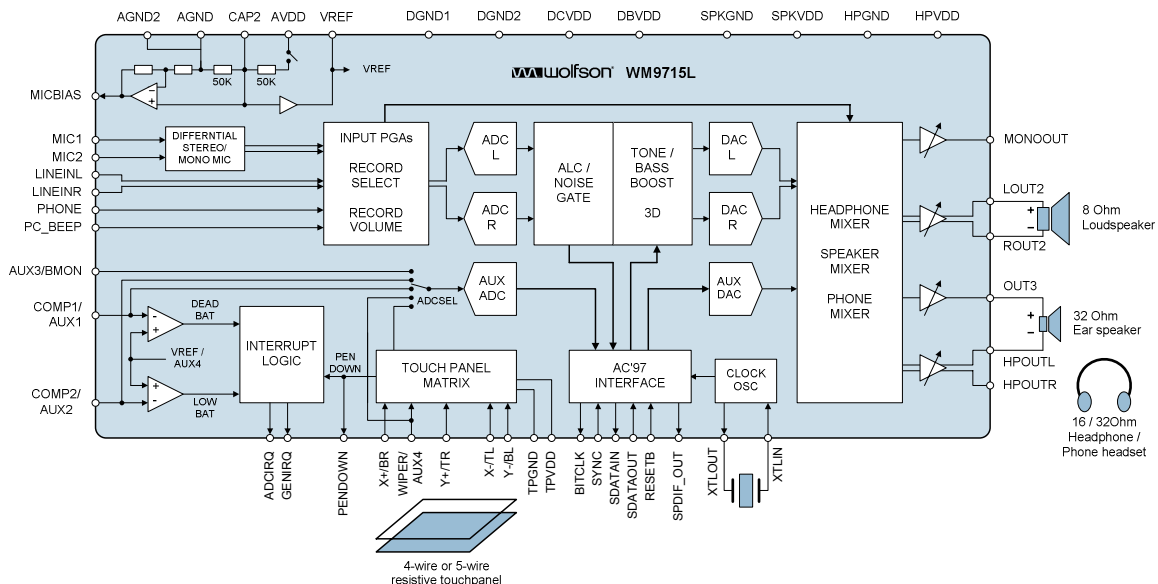 AGND2 AGND CAP2 AVDD VREF DGND1 DGND2 DCVDD DBVDD SPKGND SPKVDD HPGND HPVDD
VREF
50K 50K
wolfson WM9715L
MICBIAS
MIC1
MIC2
LINEINL
LINEINR
PHONE
PC_BEEP
AUX3/BMON
COMP1/
AUX1
COMP2/
AUX2
DIFFERNTIAL
STEREO/
MONO MIC
INPUT PGAs
RECORD
SELECT
RECORD
VOLUME
ADC
L
ADC
R
ALC /
NOISE
GATE
TONE /
BASS
BOOST
3D
DAC
L
DAC
R
HEADPHONE
MIXER
SPEAKER
MIXER
PHONE
MIXER
MONOOUT
LOUT2
+
−
ROUT2
8 Ohm
Loudspeaker
OUT3
+
−
32 Ohm
Ear speaker
HPOUTL
HPOUTR
16 / 32Ohm
Headphone /
Phone headset
ADCSEL
AUX
ADC
AUX
DAC
DEAD
BAT
-
+
VREF /
AUX4
+
-
LOW
BAT
INTERRUPT
LOGIC
PEN
DOWN
TOUCH PANEL
MATRIX
AC'97
INTERFACE
CLOCK
OSC
-
+
ADCIRQ
GENIRQ
PENDOWN
X+/BR
WIPER/
AUX4
Y+/TR
X-/TL
Y-/BL
TPGND
TPVDD
BITCLK
SYNC
SDATAIN
SDATAOUT
RESETB
SPDIF_OUT
XTLOUT
XTLIN
4-wire or 5-wire
resistive touchpanel